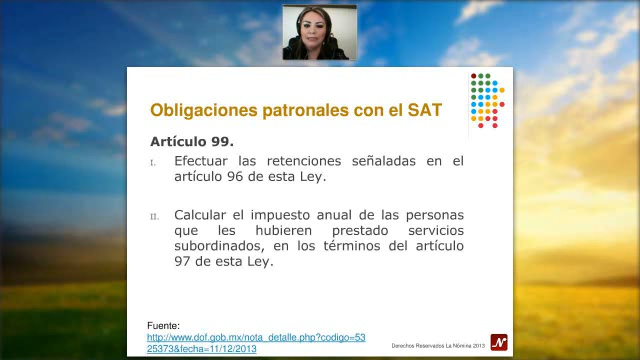 Obligaciones patronales con el SAT
Artículo 99.
I. Efectuar las retenciones señaladas en el
artículo 96 de esta Ley.
II. Calcular el impuesto anual de las personas
que les hubieren prestado servicios
subordinados, en los términos del artículo
97 de esta Ley.
Fuente:
http://www.dof.gob.mx/nota_detalle.php?codigo=53
25373&fecha=11/12/2013
Derechos Reservados La Nómina 2013
N